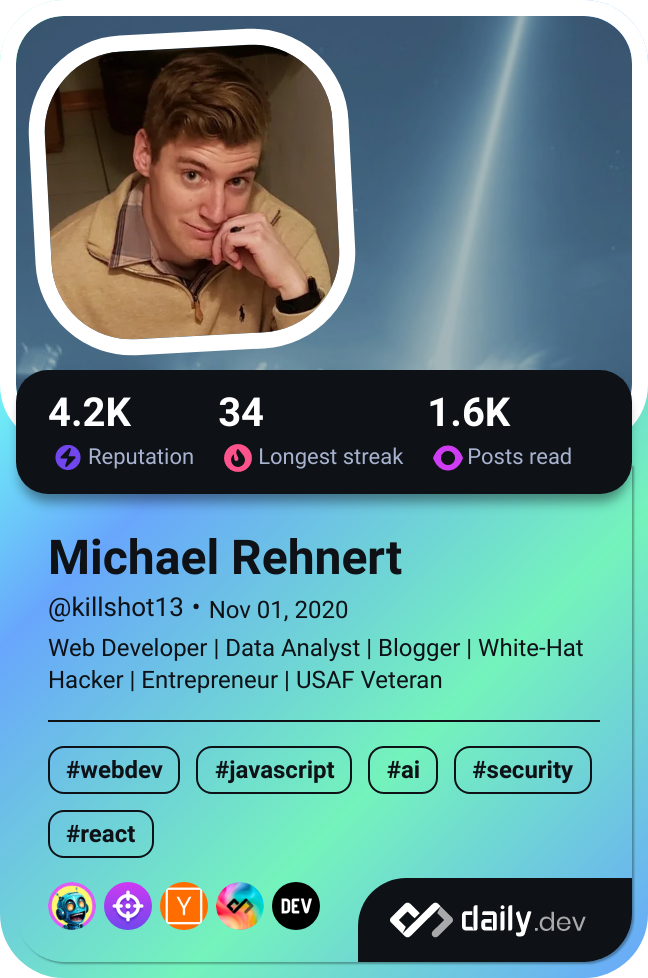 4.2K 34 1.6K
Reputation Longest streak Posts read
Michael Rehnert
@killshot13 • Nov 01, 2020
Web Developer | Data Analyst | Blogger | White-Hat
Hacker | Entrepreneur | USAF Veteran
#webdev #javascript #ai #security
#react
Y DEV
daily.dev